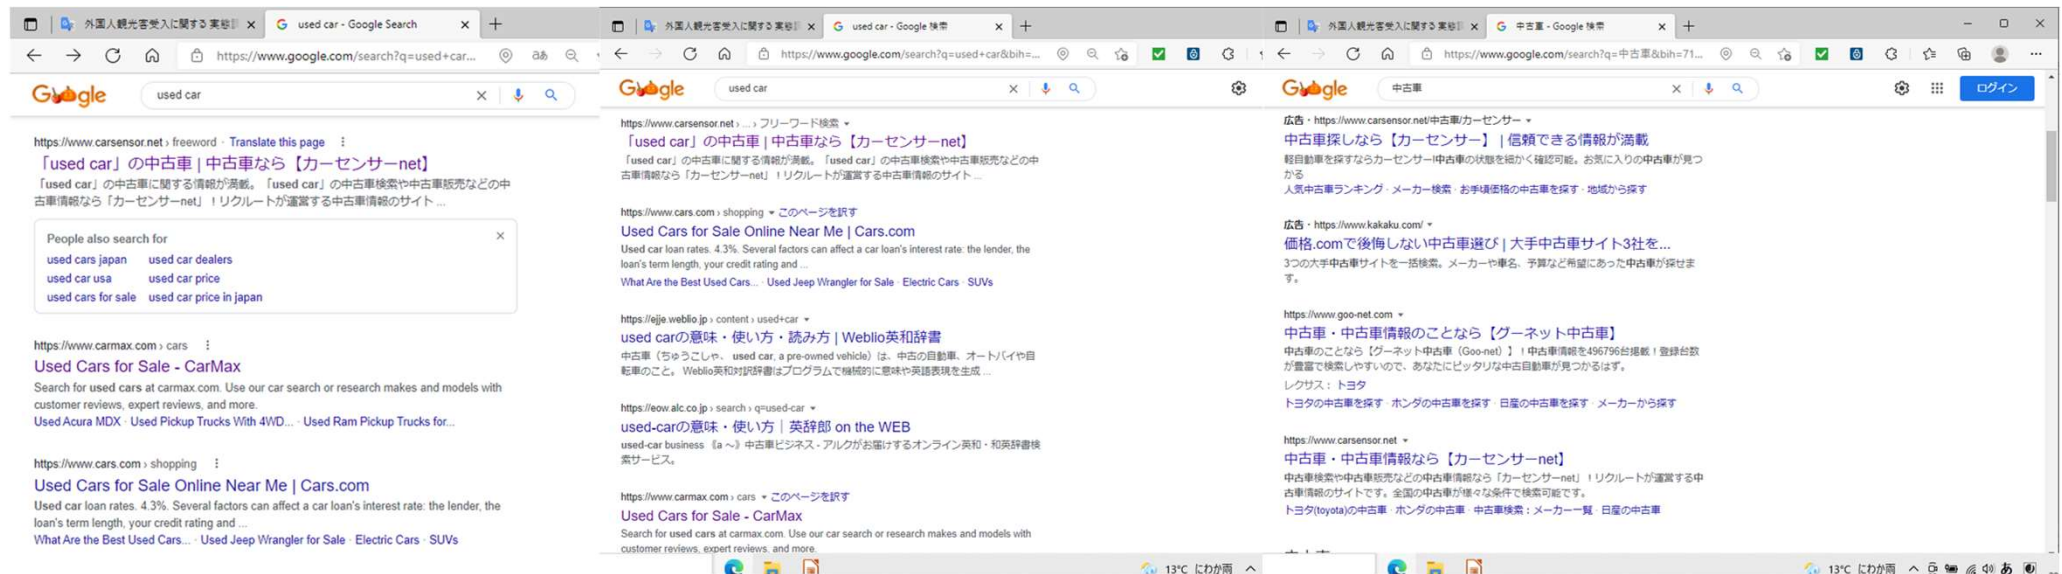 外国人観光客受入に関する実態
used car - Google Search
https://www.google.com/search?q=used+car...
Google
used car
https://www.carsensor.net › freeword · Translate this page
「used car」の中古車 | 中古車なら【カーセンサーnet】
「used car」の中古車に関する情報が満載。「used car」の中古車検索や中古車販売などの中
古車情報なら「カーセンサーnet」！リクルートが運営する中古車情報のサイト ...
People also search for
used cars japan used car dealers
used car usa used car price
used cars for sale used car price in japan
https://www.carmax.com › cars
Used Cars for Sale - CarMax
Search for used cars at carmax.com. Use our car search or research makes and models with
customer reviews, expert reviews, and more.
Used Acura MDX · Used Pickup Trucks With 4WD... · Used Ram Pickup Trucks for...
https://www.cars.com › shopping
Used Cars for Sale Online Near Me | Cars.com
Used car loan rates. 4.3%. Several factors can affect a car loan's interest rate: the lender, the
loan's term length, your credit rating and ...
What Are the Best Used Cars... · Used Jeep Wrangler for Sale · Electric Cars · SUVs
外国人観光客受入に関する実態
used car - Google 検索
https://www.google.com/search?q=used+car&bih=...
Google
used car
https://www.carsensor.net › ... › フリーワード検索
「used car」の中古車 | 中古車なら【カーセンサーnet】
「used car」の中古車に関する情報が満載。「used car」の中古車検索や中古車販売などの中
古車情報なら「カーセンサーnet」！リクルートが運営する中古車情報のサイト ...
https://www.cars.com › shopping このページを訳す
Used Cars for Sale Online Near Me | Cars.com
Used car loan rates. 4.3%. Several factors can affect a car loan's interest rate: the lender, the
loan's term length, your credit rating and ...
What Are the Best Used Cars... · Used Jeep Wrangler for Sale · Electric Cars · SUVs
https://ejje.weblio.jp › content › used+car
used carの意味・使い方・読み方 | Weblio英和辞書
中古車（ちゅうこしゃ、used car, a pre-owned vehicle）は、中古の自動車、オートバイや自
転車のこと。 Weblio英和対訳辞書はプログラムで機械的に意味や英語表現を生成 ...
https://eow.alc.co.jp › search › q=used-car
used-carの意味・使い方｜英辞郎 on the WEB
used-car business 《a ～》中古車ビジネス - アルクがお届けするオンライン英和・和英辞書検
索サービス。
https://www.carmax.com › cars このページを訳す
Used Cars for Sale - CarMax
Search for used cars at carmax.com. Use our car search or research makes and models with
customer reviews, expert reviews, and more.
13°C にわか雨
外国人観光客受入に関する実態
中古車 - Google 検索
https://www.google.com/search?q=中古車&bih=71...
Google
中古車
ログイン
広告 · https://www.carsensor.net/中古車/カーセンサー
中古車探しなら【カーセンサー】 | 信頼できる情報が満載
軽自動車を探すならカーセンサー!中古車の状態を細かく確認可能。お気に入りの中古車が見つ
かる
人気中古車ランキング · メーカー検索 · お手頃価格の中古車を探す · 地域から探す
広告 · https://www.kakaku.com/
価格.comで後悔しない中古車選び | 大手中古車サイト3社を...
3つの大手中古車サイトを一括検索。メーカーや車名、予算など希望にあった中古車が探せま
す。
https://www.goo-net.com
中古車・中古車情報のことなら【グーネット中古車】
中古車のことなら【グーネット中古車（Goo-net）】！中古車情報を496796台掲載！登録台数
が豊富で検索しやすいので、あなたにピッタリな中古自動車が見つかるはず。
レクサス： トヨタ
トヨタの中古車を探す · ホンダの中古車を探す · 日産の中古車を探す · メーカーから探す
https://www.carsensor.net
中古車・中古車情報なら【カーセンサーnet】
中古車検索や中古車販売などの中古車情報なら「カーセンサーnet」！リクルートが運営する中
古車情報のサイトです。全国の中古車が様々な条件で検索可能です。
トヨタ(toyota)の中古車 · ホンダの中古車 · 中古車検索：メーカー一覧 · 日産の中古車
13°C にわか雨
あ